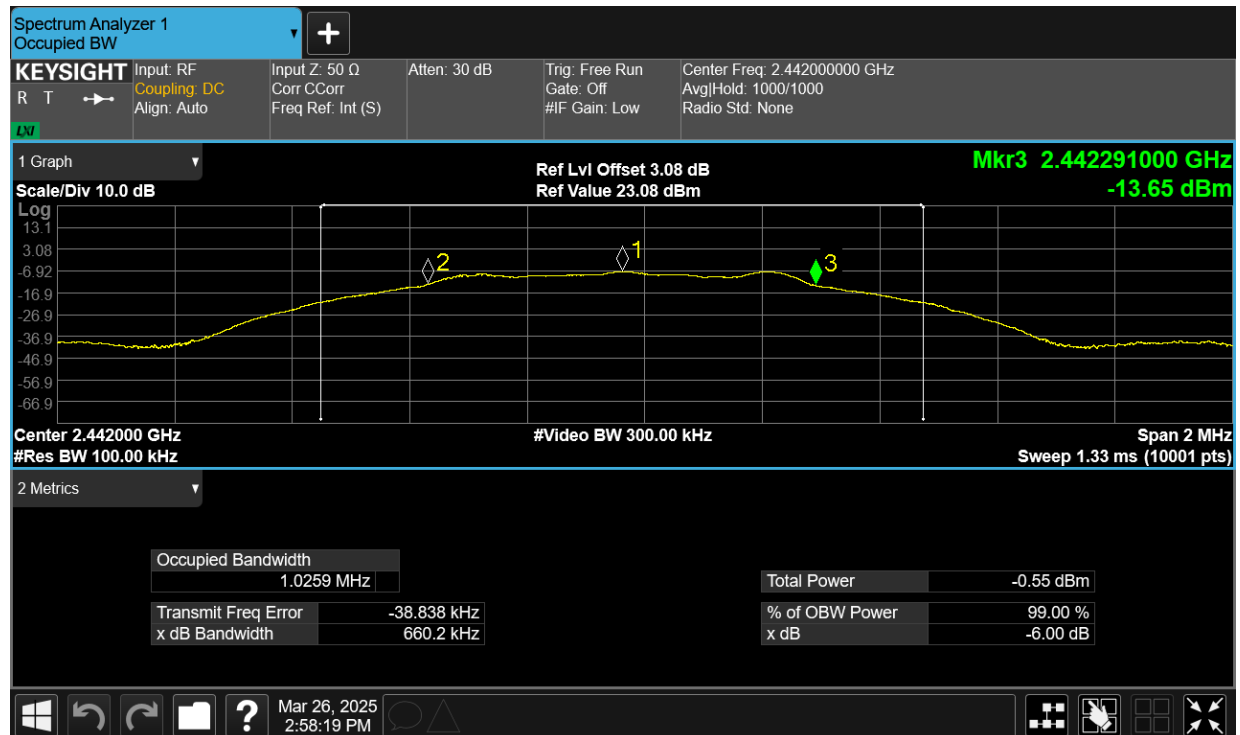 Spectrum Analyzer 1
Occupied BW
KEYSIGHT
R T
LXI
Input: RF
Coupling: DC
Align: Auto
Input Z: 50 Ω
Corr CCorr
Freq Ref: Int (S)
Atten: 30 dB
Trig: Free Run
Gate: Off
#IF Gain: Low
Center Freq: 2.442000000 GHz
Avg|Hold: 1000/1000
Radio Std: None
1 Graph
Scale/Div 10.0 dB
Ref Lvl Offset 3.08 dB
Ref Value 23.08 dBm
Mkr3 2.442291000 GHz
-13.65 dBm
Log
13.1
3.08
-6.92
-16.9
-26.9
-36.9
-46.9
-56.9
-66.9
2
1
3
Center 2.442000 GHz
#Res BW 100.00 kHz
#Video BW 300.00 kHz
Span 2 MHz
Sweep 1.33 ms (10001 pts)
2 Metrics
Occupied Bandwidth
1.0259 MHz
Transmit Freq Error -38.838 kHz
x dB Bandwidth 660.2 kHz
Total Power -0.55 dBm
% of OBW Power 99.00 %
x dB -6.00 dB
?
Mar 26, 2025
2:58:19 PM